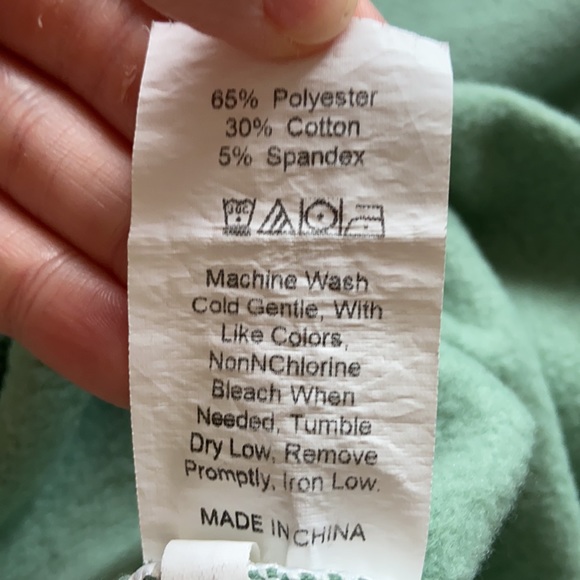 65% Polyester
30% Cotton
5% Spandex
Machine Wash
Cold Gentle, With
Like Colors,
NonNChlorine
Bleach When
Needed, Tumble
Dry Low, Remove
Promptly, Iron Low.
MADE IN CHINA